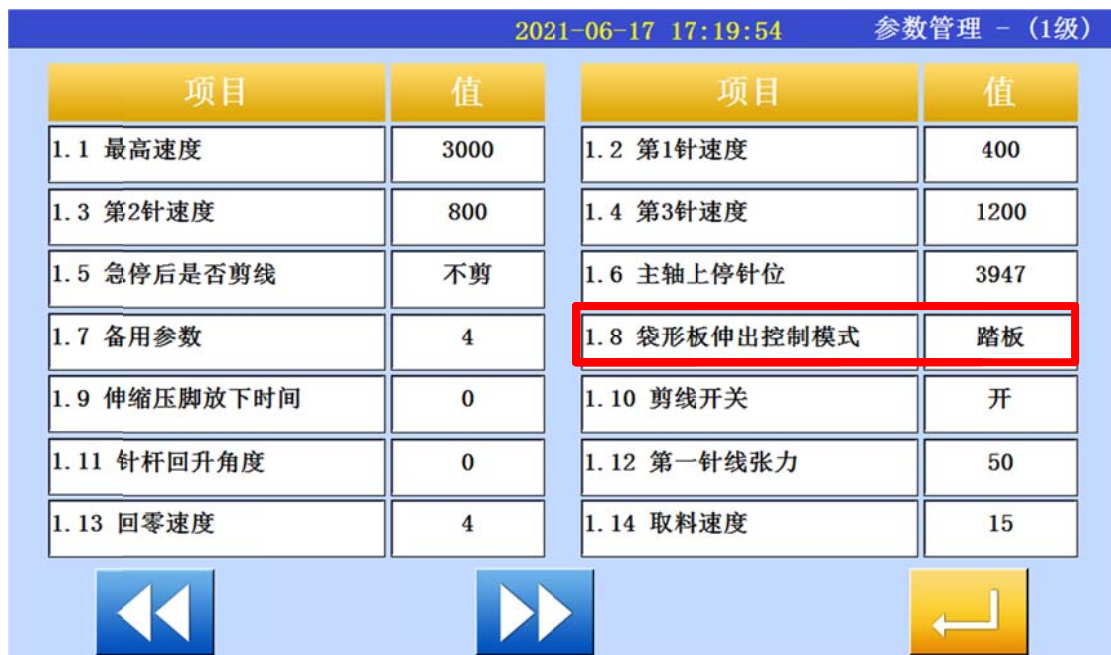 2021-06-17 17:19:54 参数管理 - (1级)
项目 值 项目 值
1.1 最高速度 3000 1.2 第1针速度 400
1.3 第2针速度 800 1.4 第3针速度 1200
1.5 急停后是否剪线 不剪 1.6 主轴上停针位 3947
1.7 备用参数 4 1.8 袋形板伸出控制模式 踏板
1.9 伸缩压脚放下时间 0 1.10 剪线开关 开
1.11 针杆回升角度 0 1.12 第一针线张力 50
1.13 回零速度 4 1.14 取料速度 15